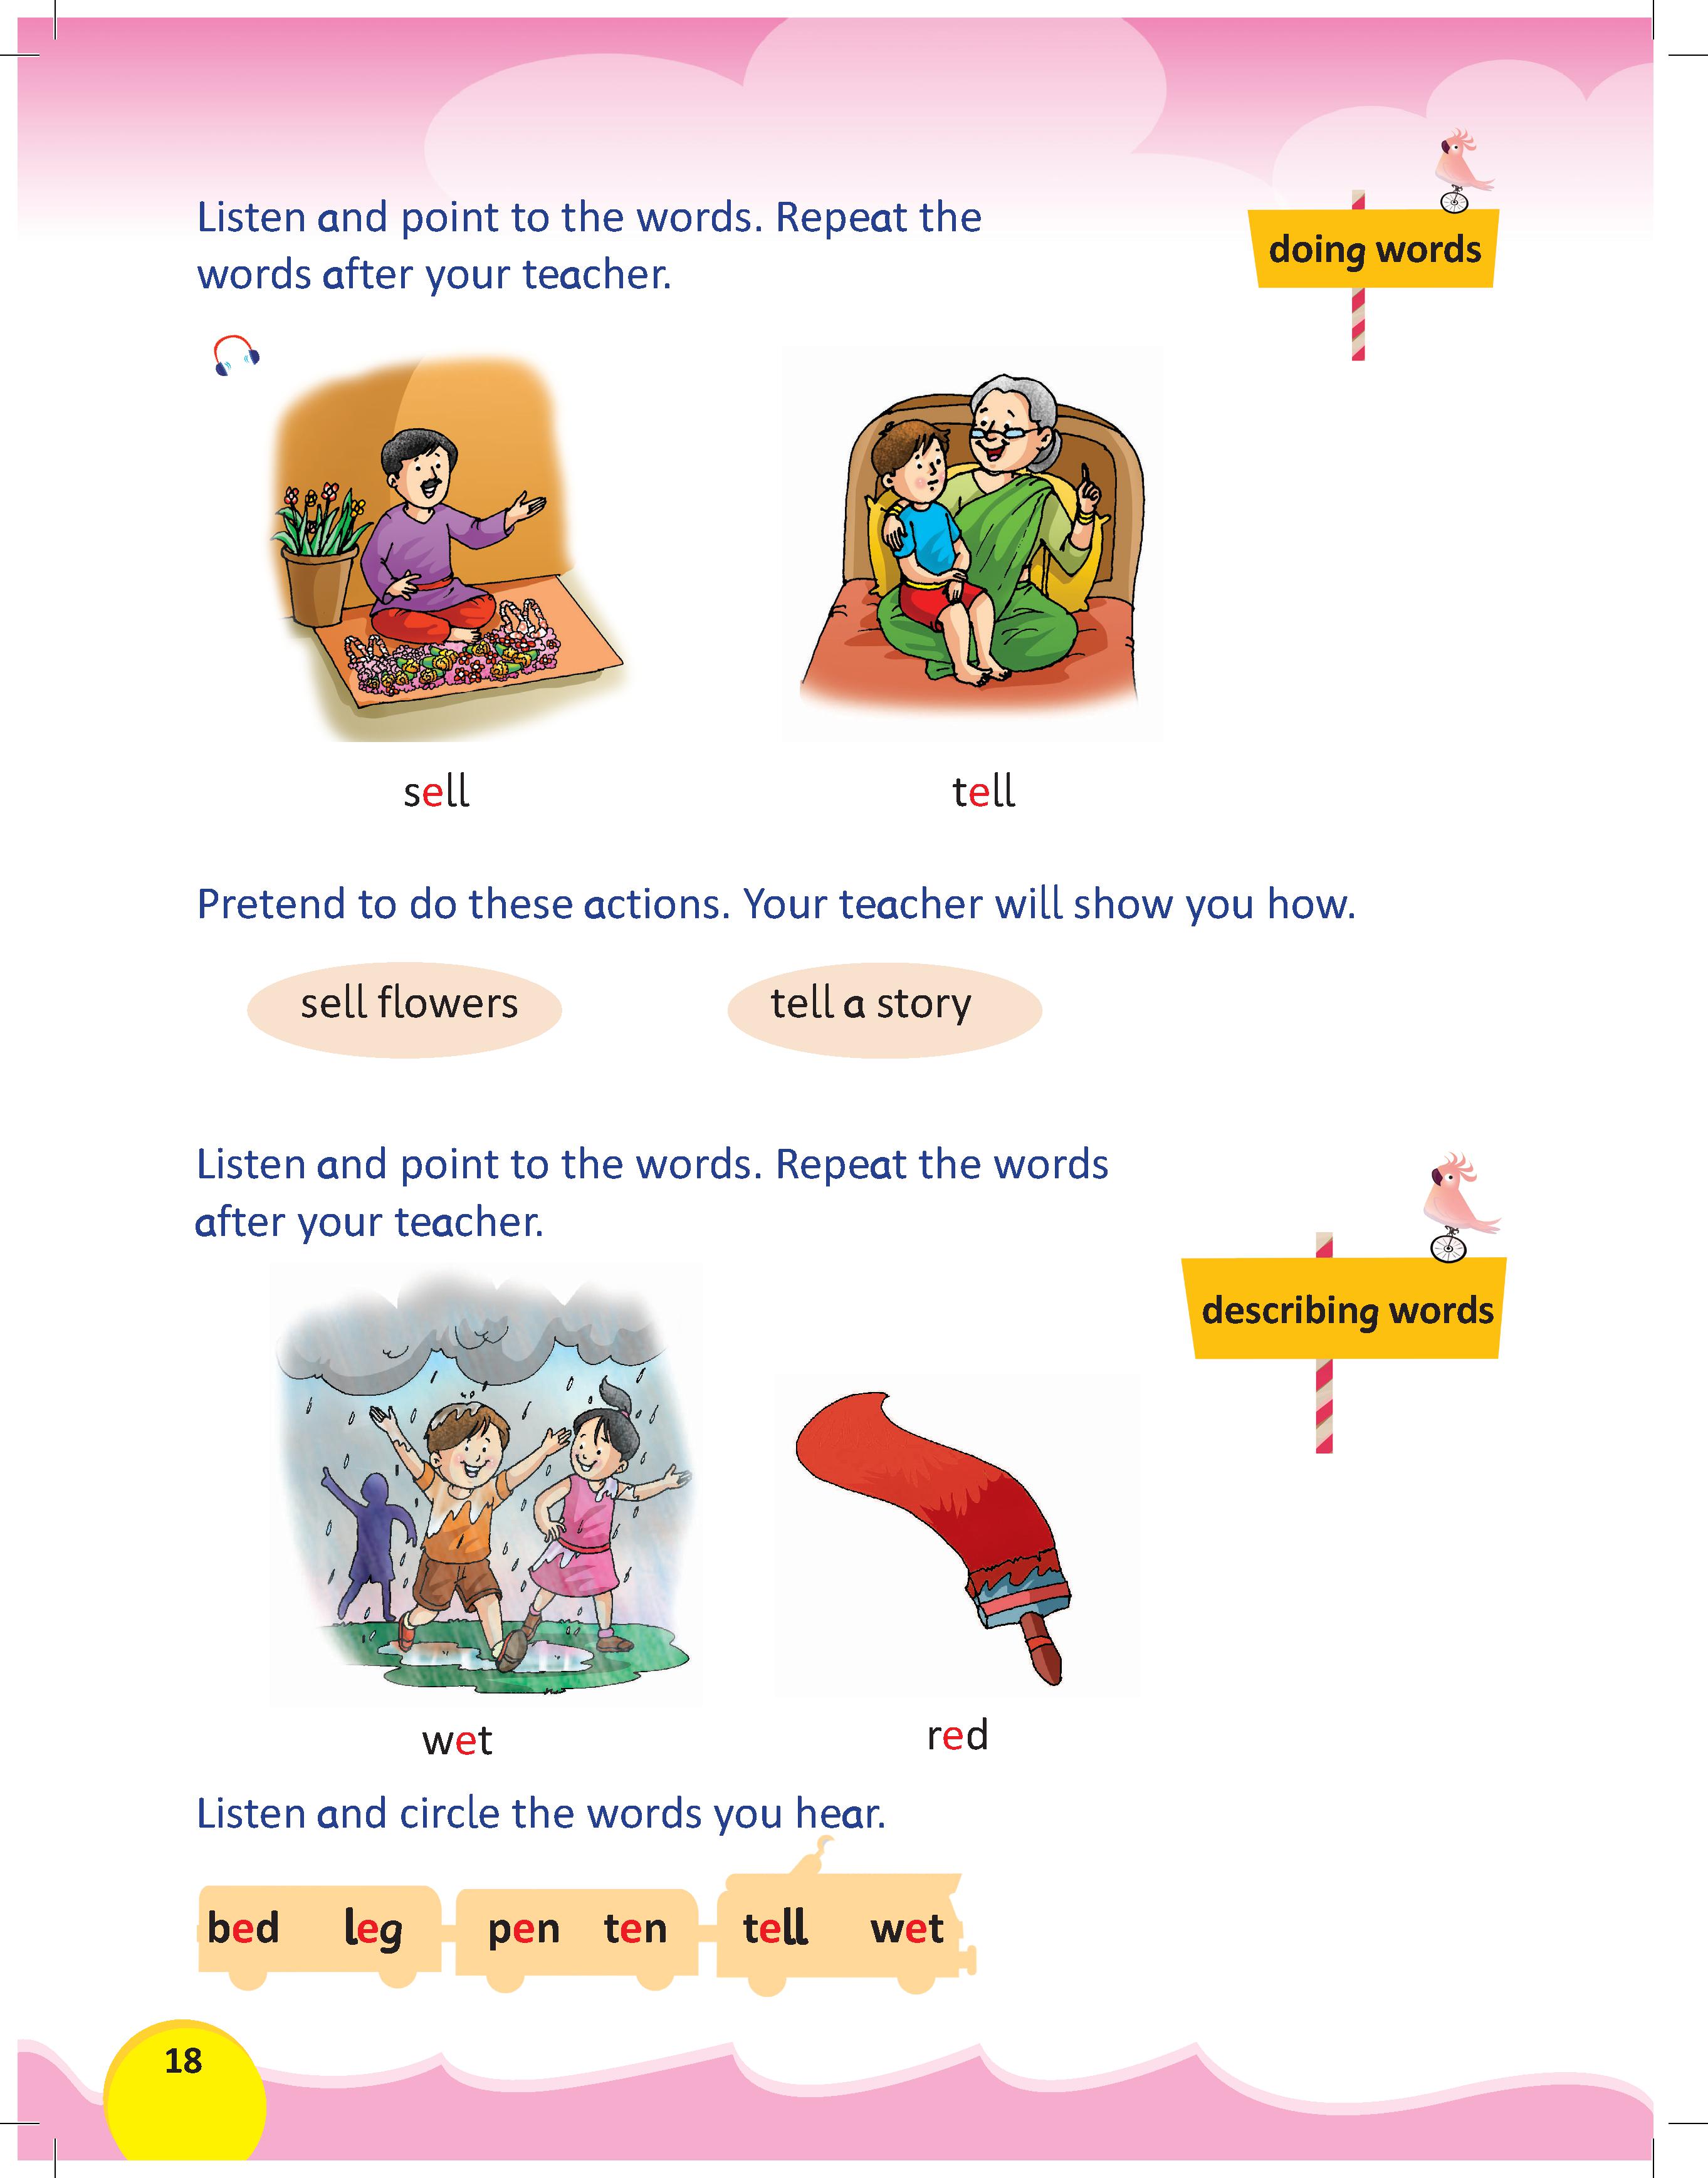 Listen and point to the words. Repeat the
words after your teacher.
doing words
sell
tell
Pretend to do these actions. Your teacher will show you how.
sell flowers
tell a story
Listen and point to the words. Repeat the words
after your teacher.
describing words
wet
red
Listen and circle the words you hear.
bed leg pen ten tell wet
18